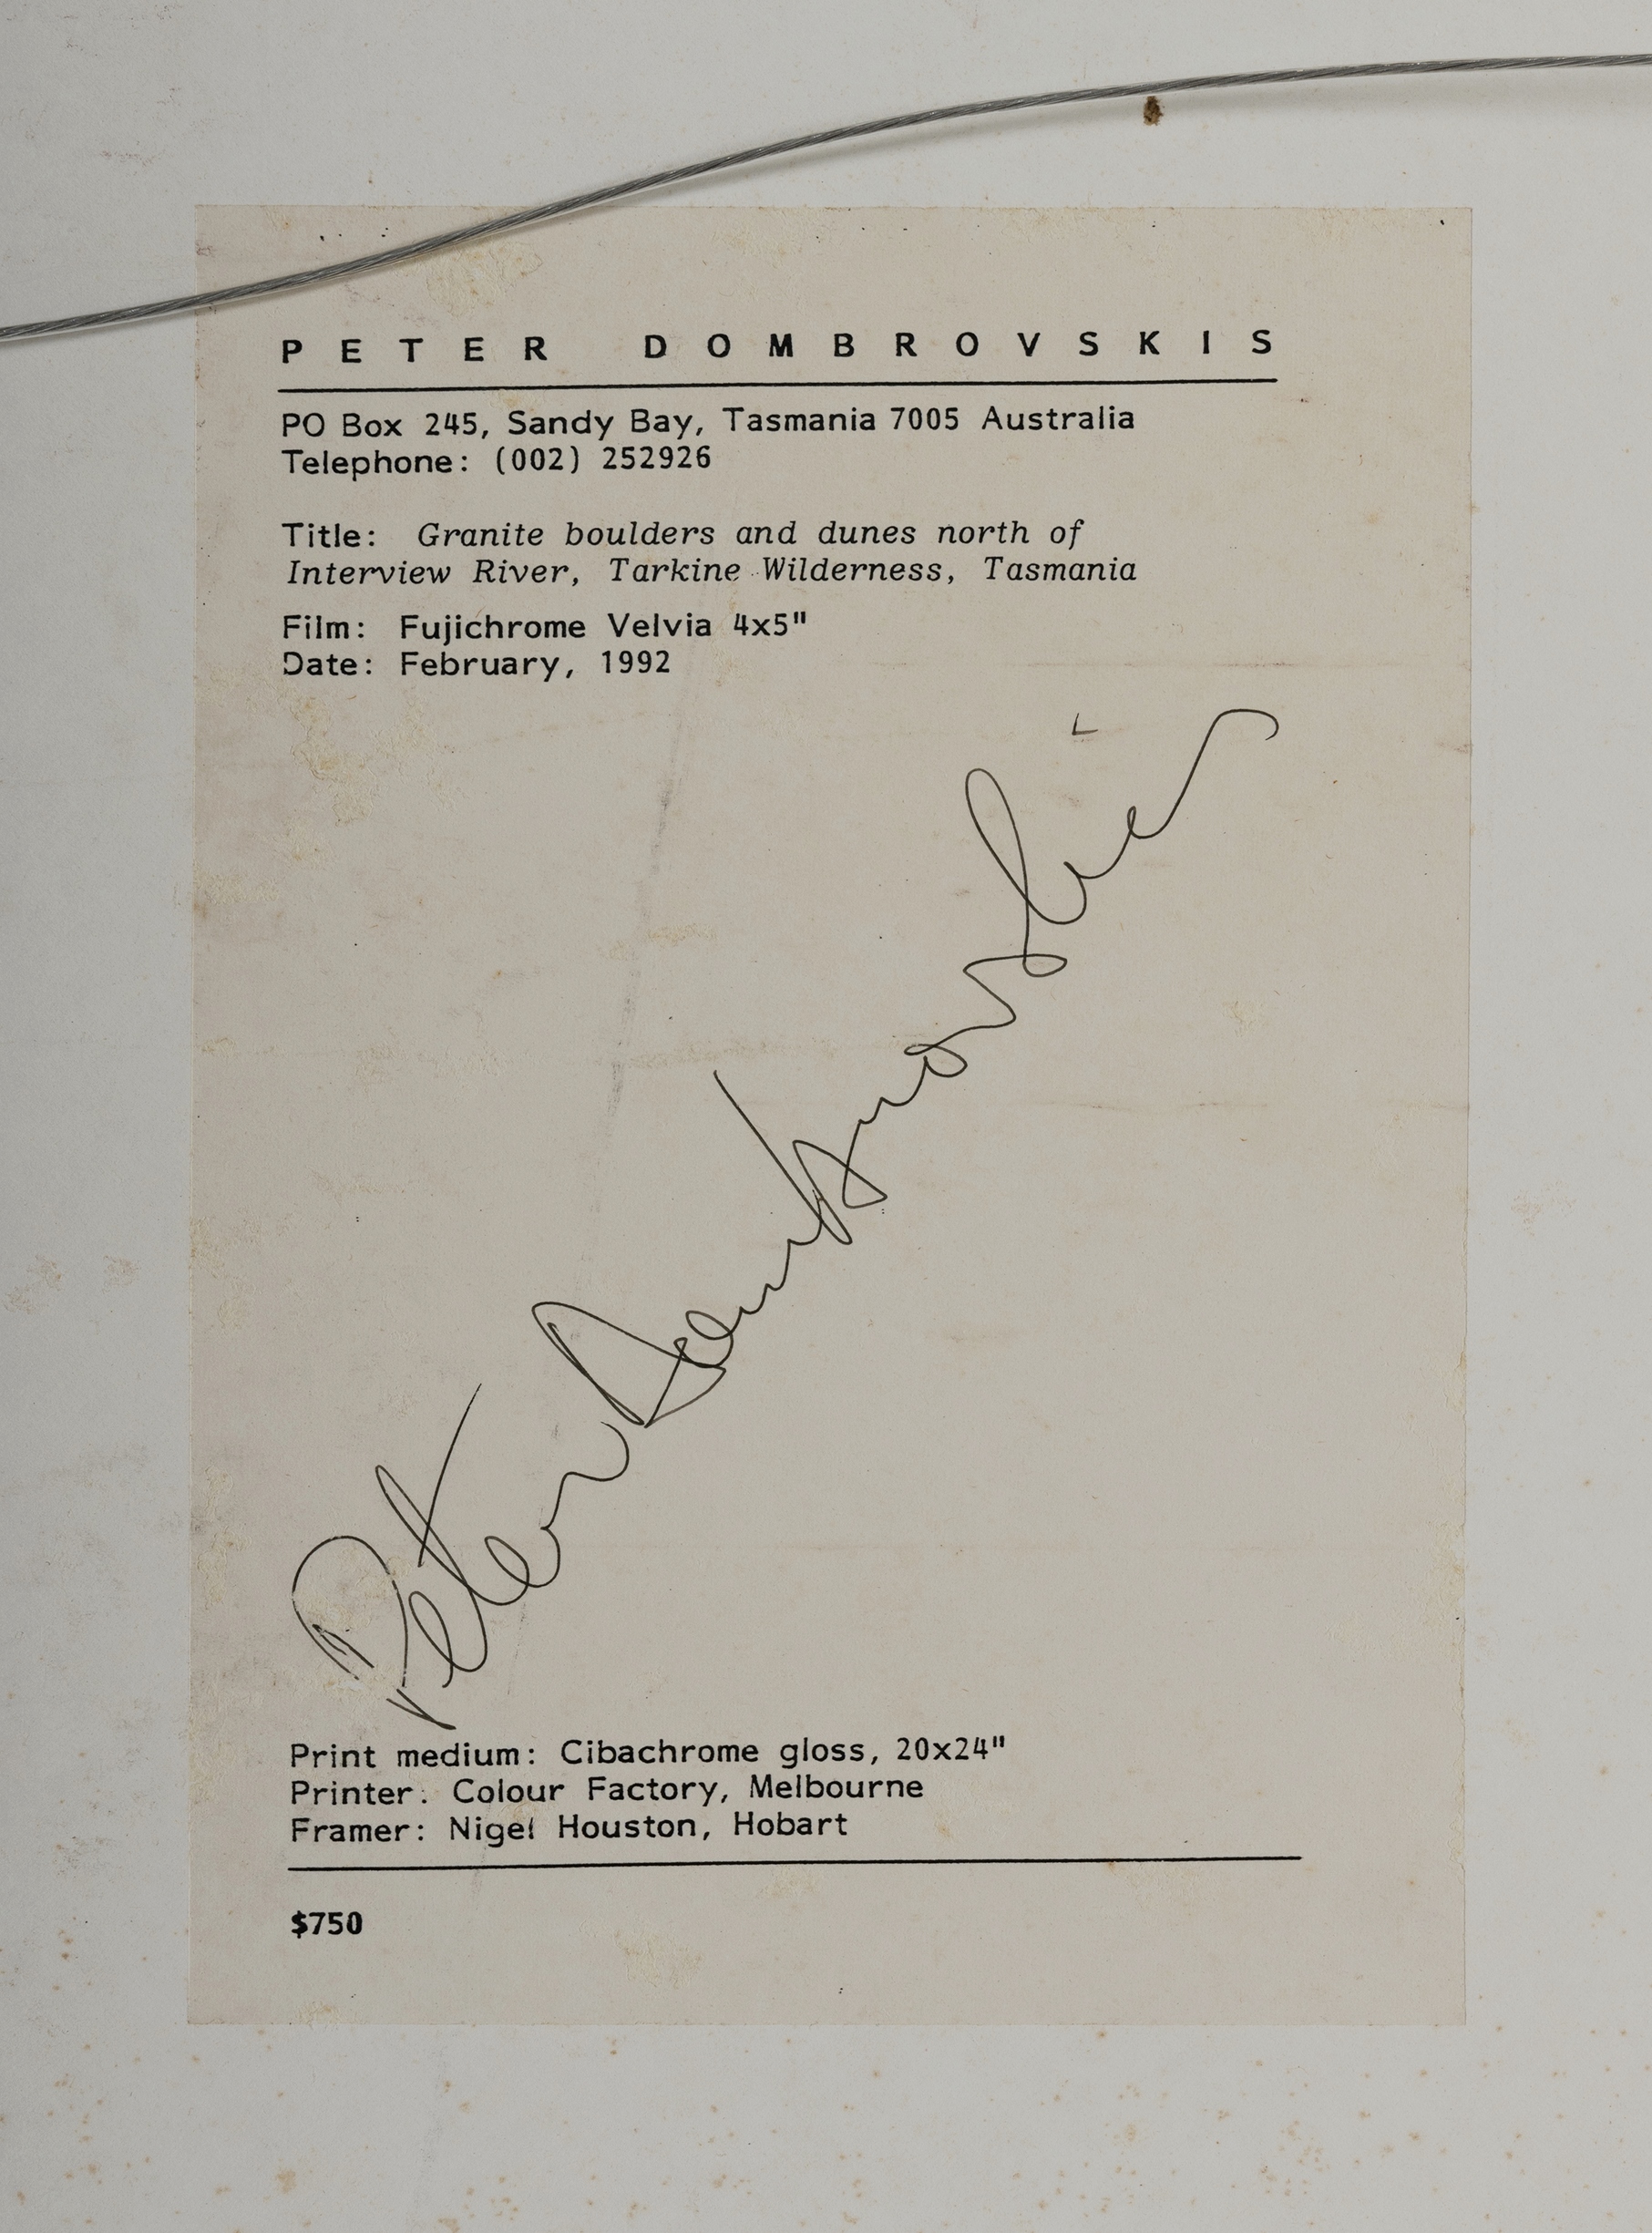 PETER DOMBROVSKIS
PO Box 245, Sandy Bay, Tasmania 7005 Australia
Telephone: (002) 252926
Title: Granite boulders and dunes north of
Interview River, Tarkine Wilderness, Tasmania
Film: Fujichrome Velvia 4x5"
Date: February, 1992
Peter Dombrovskis
Print medium: Cibachrome gloss, 20x24"
Printer: Colour Factory, Melbourne
Framer: Nigel Houston, Hobart
$750